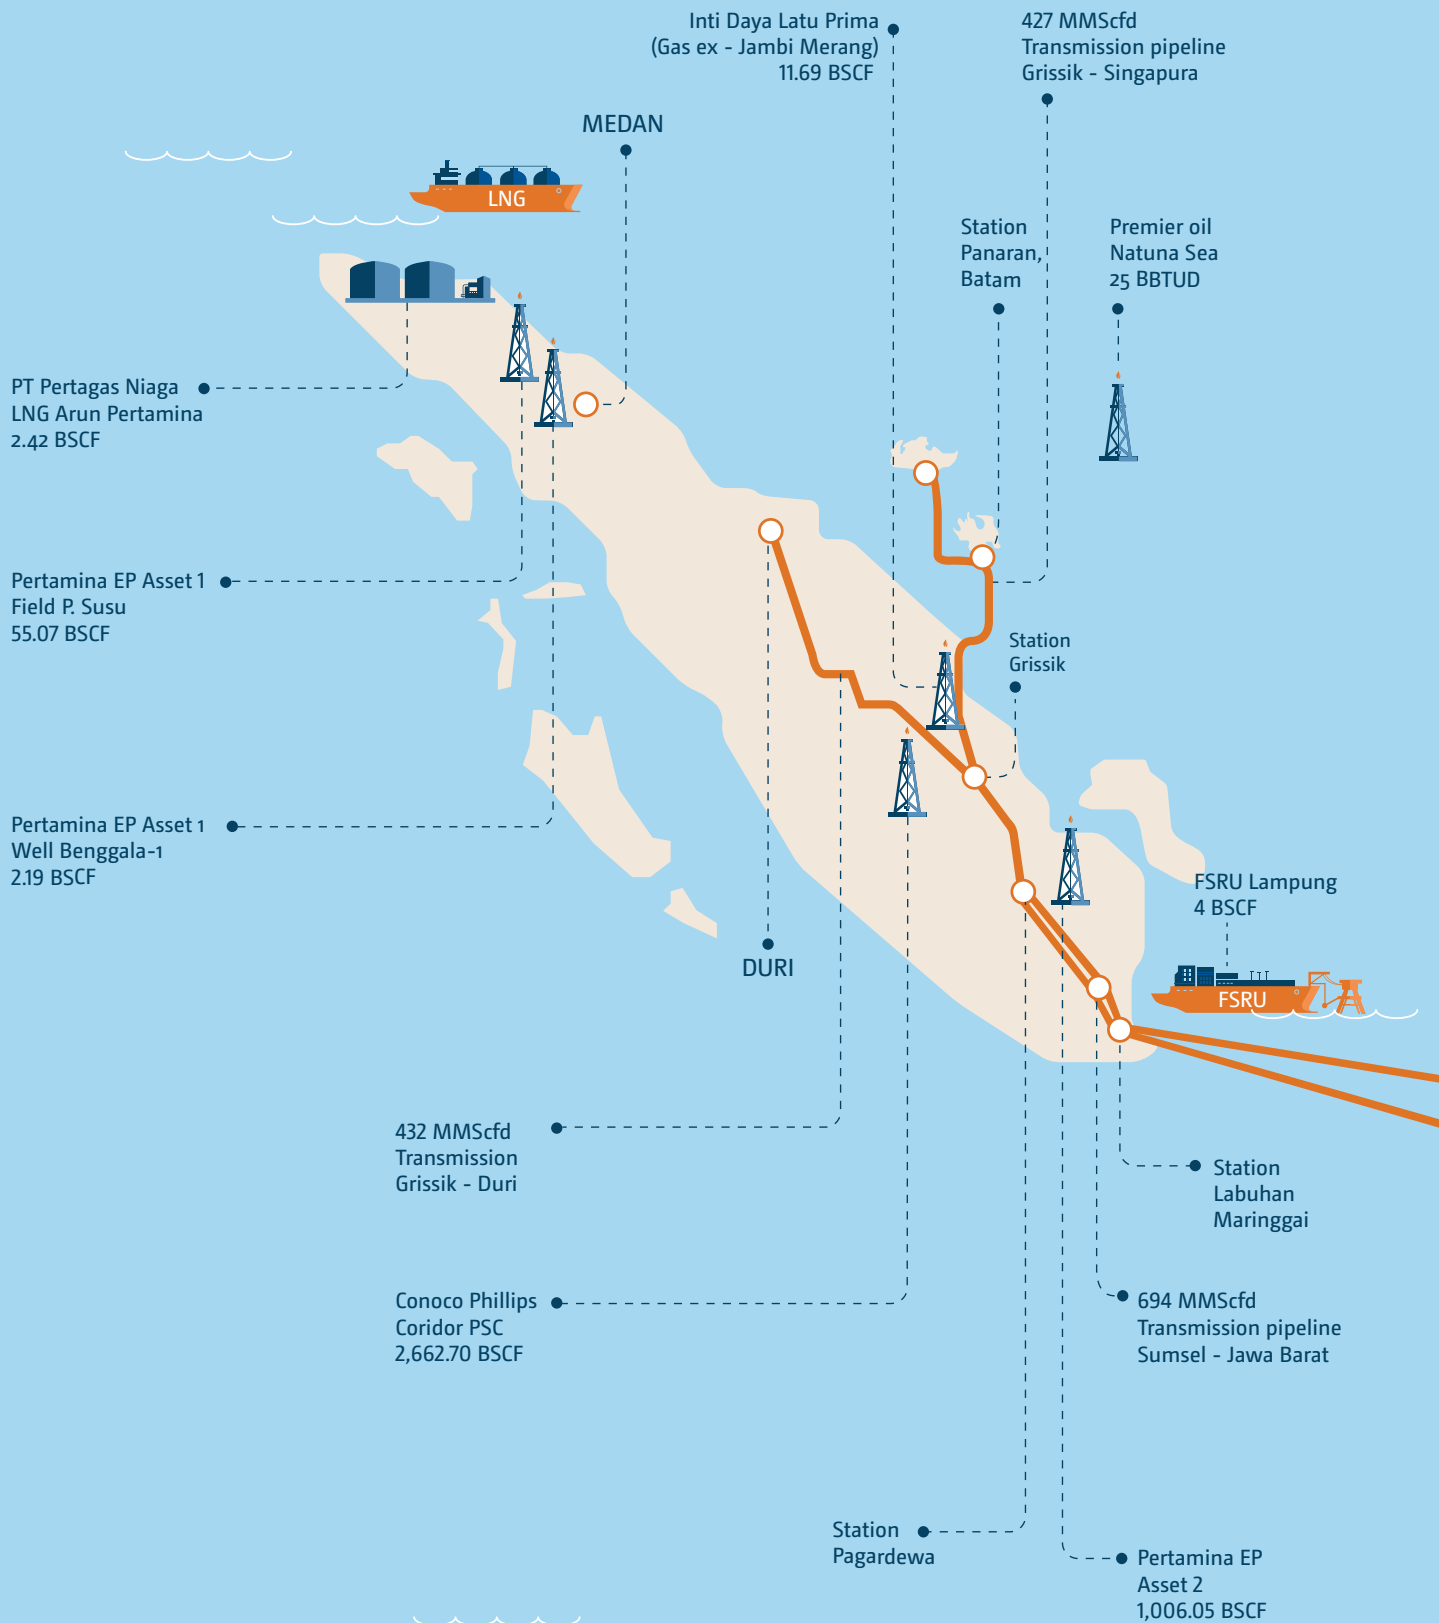 Inti Daya Latu Prima
(Gas ex - Jambi Merang)
11.69 BSCF
427 MMScfd
Transmission pipeline
Grissik - Singapura
MEDAN
LNG
Station
Panaran,
Batam
Premier oil
Natuna Sea
25 BBTUD
PT Pertagas Niaga
LNG Arun Pertamina
2.42 BSCF
Pertamina EP Asset 1
Field P. Susu
55.07 BSCF
Station
Grissik
Pertamina EP Asset 1
Well Benggala-1
2.19 BSCF
FSRU Lampung
4 BSCF
DURI
FSRU
432 MMScfd
Transmission
Grissik - Duri
Station
Labuhan
Maringgai
Conoco Phillips
Coridor PSC
2,662.70 BSCF
694 MMScfd
Transmission pipeline
Sumsel - Jawa Barat
Station
Pagardewa
Pertamina EP
Asset 2
1,006.05 BSCF